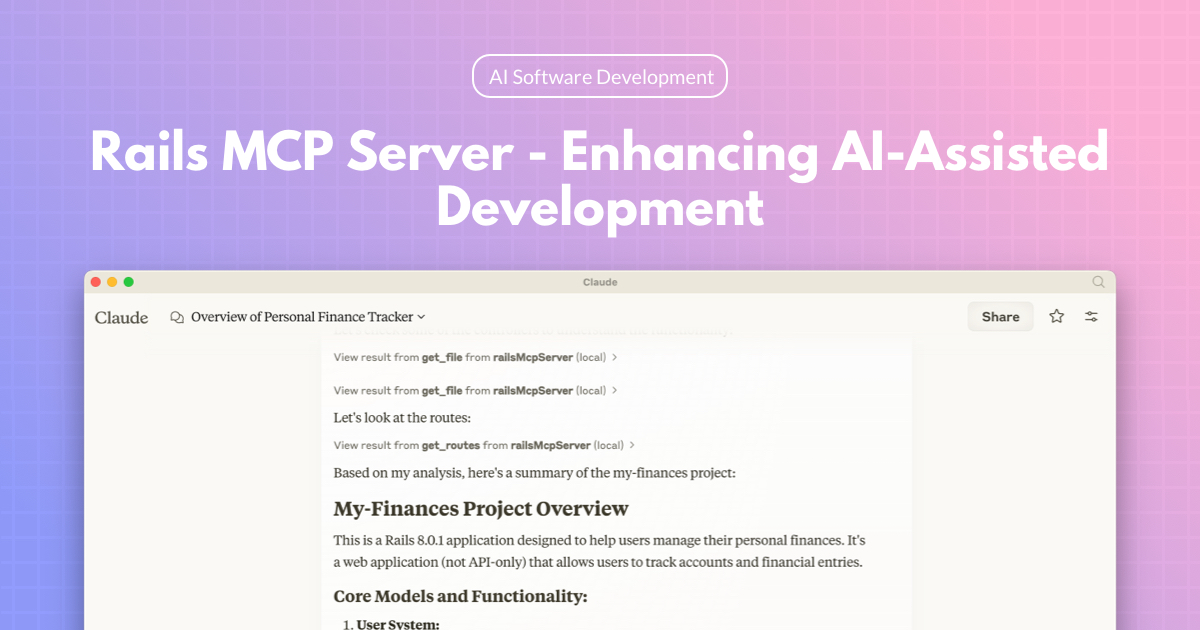 AI Software Development
Rails MCP Server - Enhancing AI-Assisted
Development
Claude
Claude
Overview of Personal Finance Tracker
Share
View result from get_file from railsMcpServer (local)
View result from get_file from railsMcpServer (local)
Let's look at the routes:
View result from get_routes from railsMcpServer (local)
Based on my analysis, here's a summary of the my-finances project:
My-Finances Project Overview
This is a Rails 8.0.1 application designed to help users manage their personal finances. It's
a web application (not API-only) that allows users to track accounts and financial entries.
Core Models and Functionality:
1. User System: